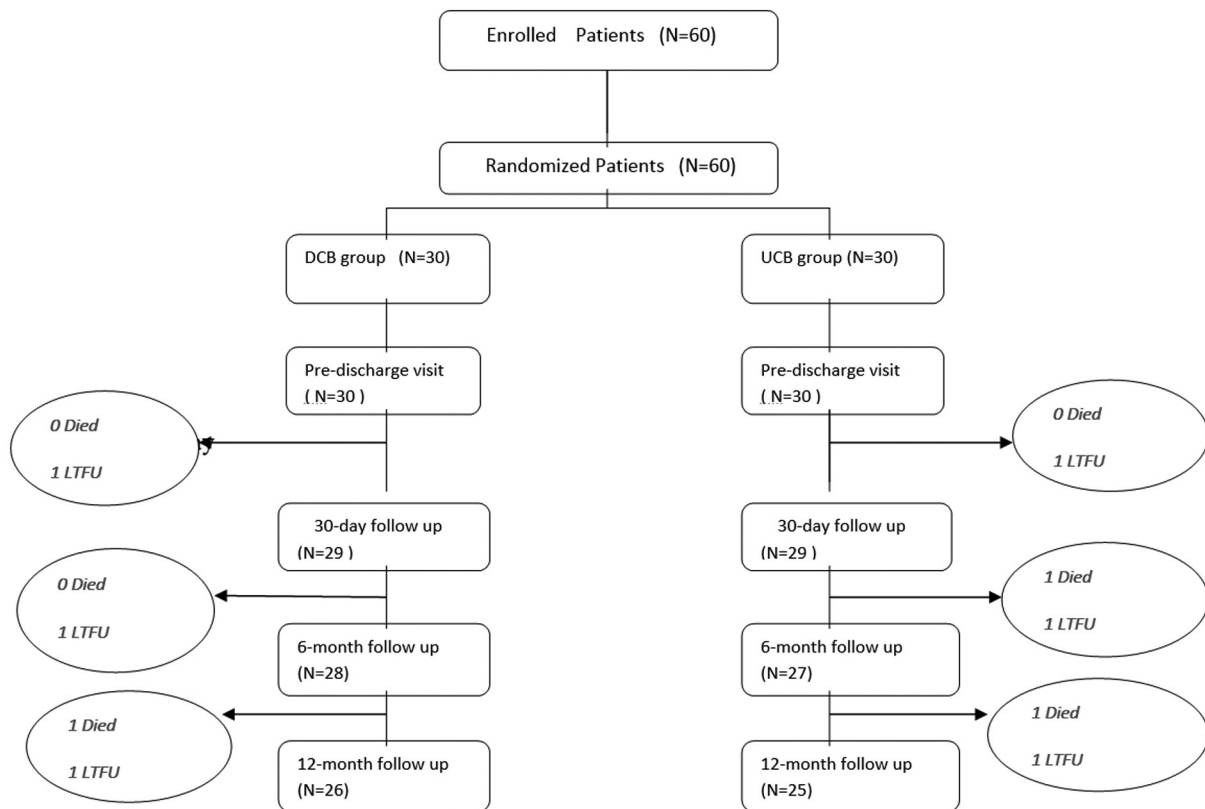 Enrolled Patients (N=60)
Randomized Patients (N=60)
DCB group (N=30)
UCB group (N=30)
Pre-discharge visit
( N=30 )
Pre-discharge visit
( N=30 )
0 Died
1 LTFU
0 Died
1 LTFU
30-day follow up
(N=29 )
30-day follow up
(N=29 )
0 Died
1 LTFU
1 Died
1 LTFU
6-month follow up
(N=28)
6-month follow up
(N=27)
1 Died
1 LTFU
1 Died
1 LTFU
12-month follow up
(N=26)
12-month follow up
(N=25)